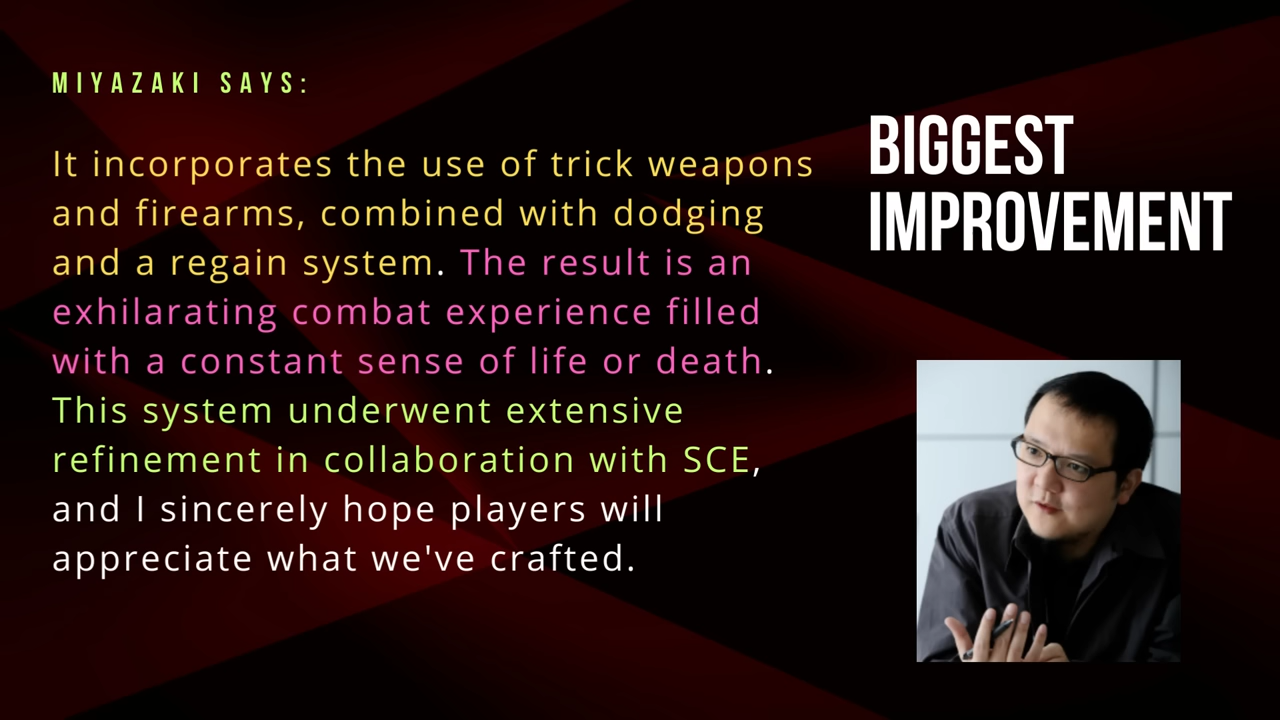 MIYAZAKI SAYS:
It incorporates the use of trick weapons
and firearms, combined with dodging
and a regain system. The result is an
exhilarating combat experience filled
with a constant sense of life or death.
This system underwent extensive
refinement in collaboration with SCE,
and I sincerely hope players will
appreciate what we've crafted.
BIGGEST
IMPROVEMENT